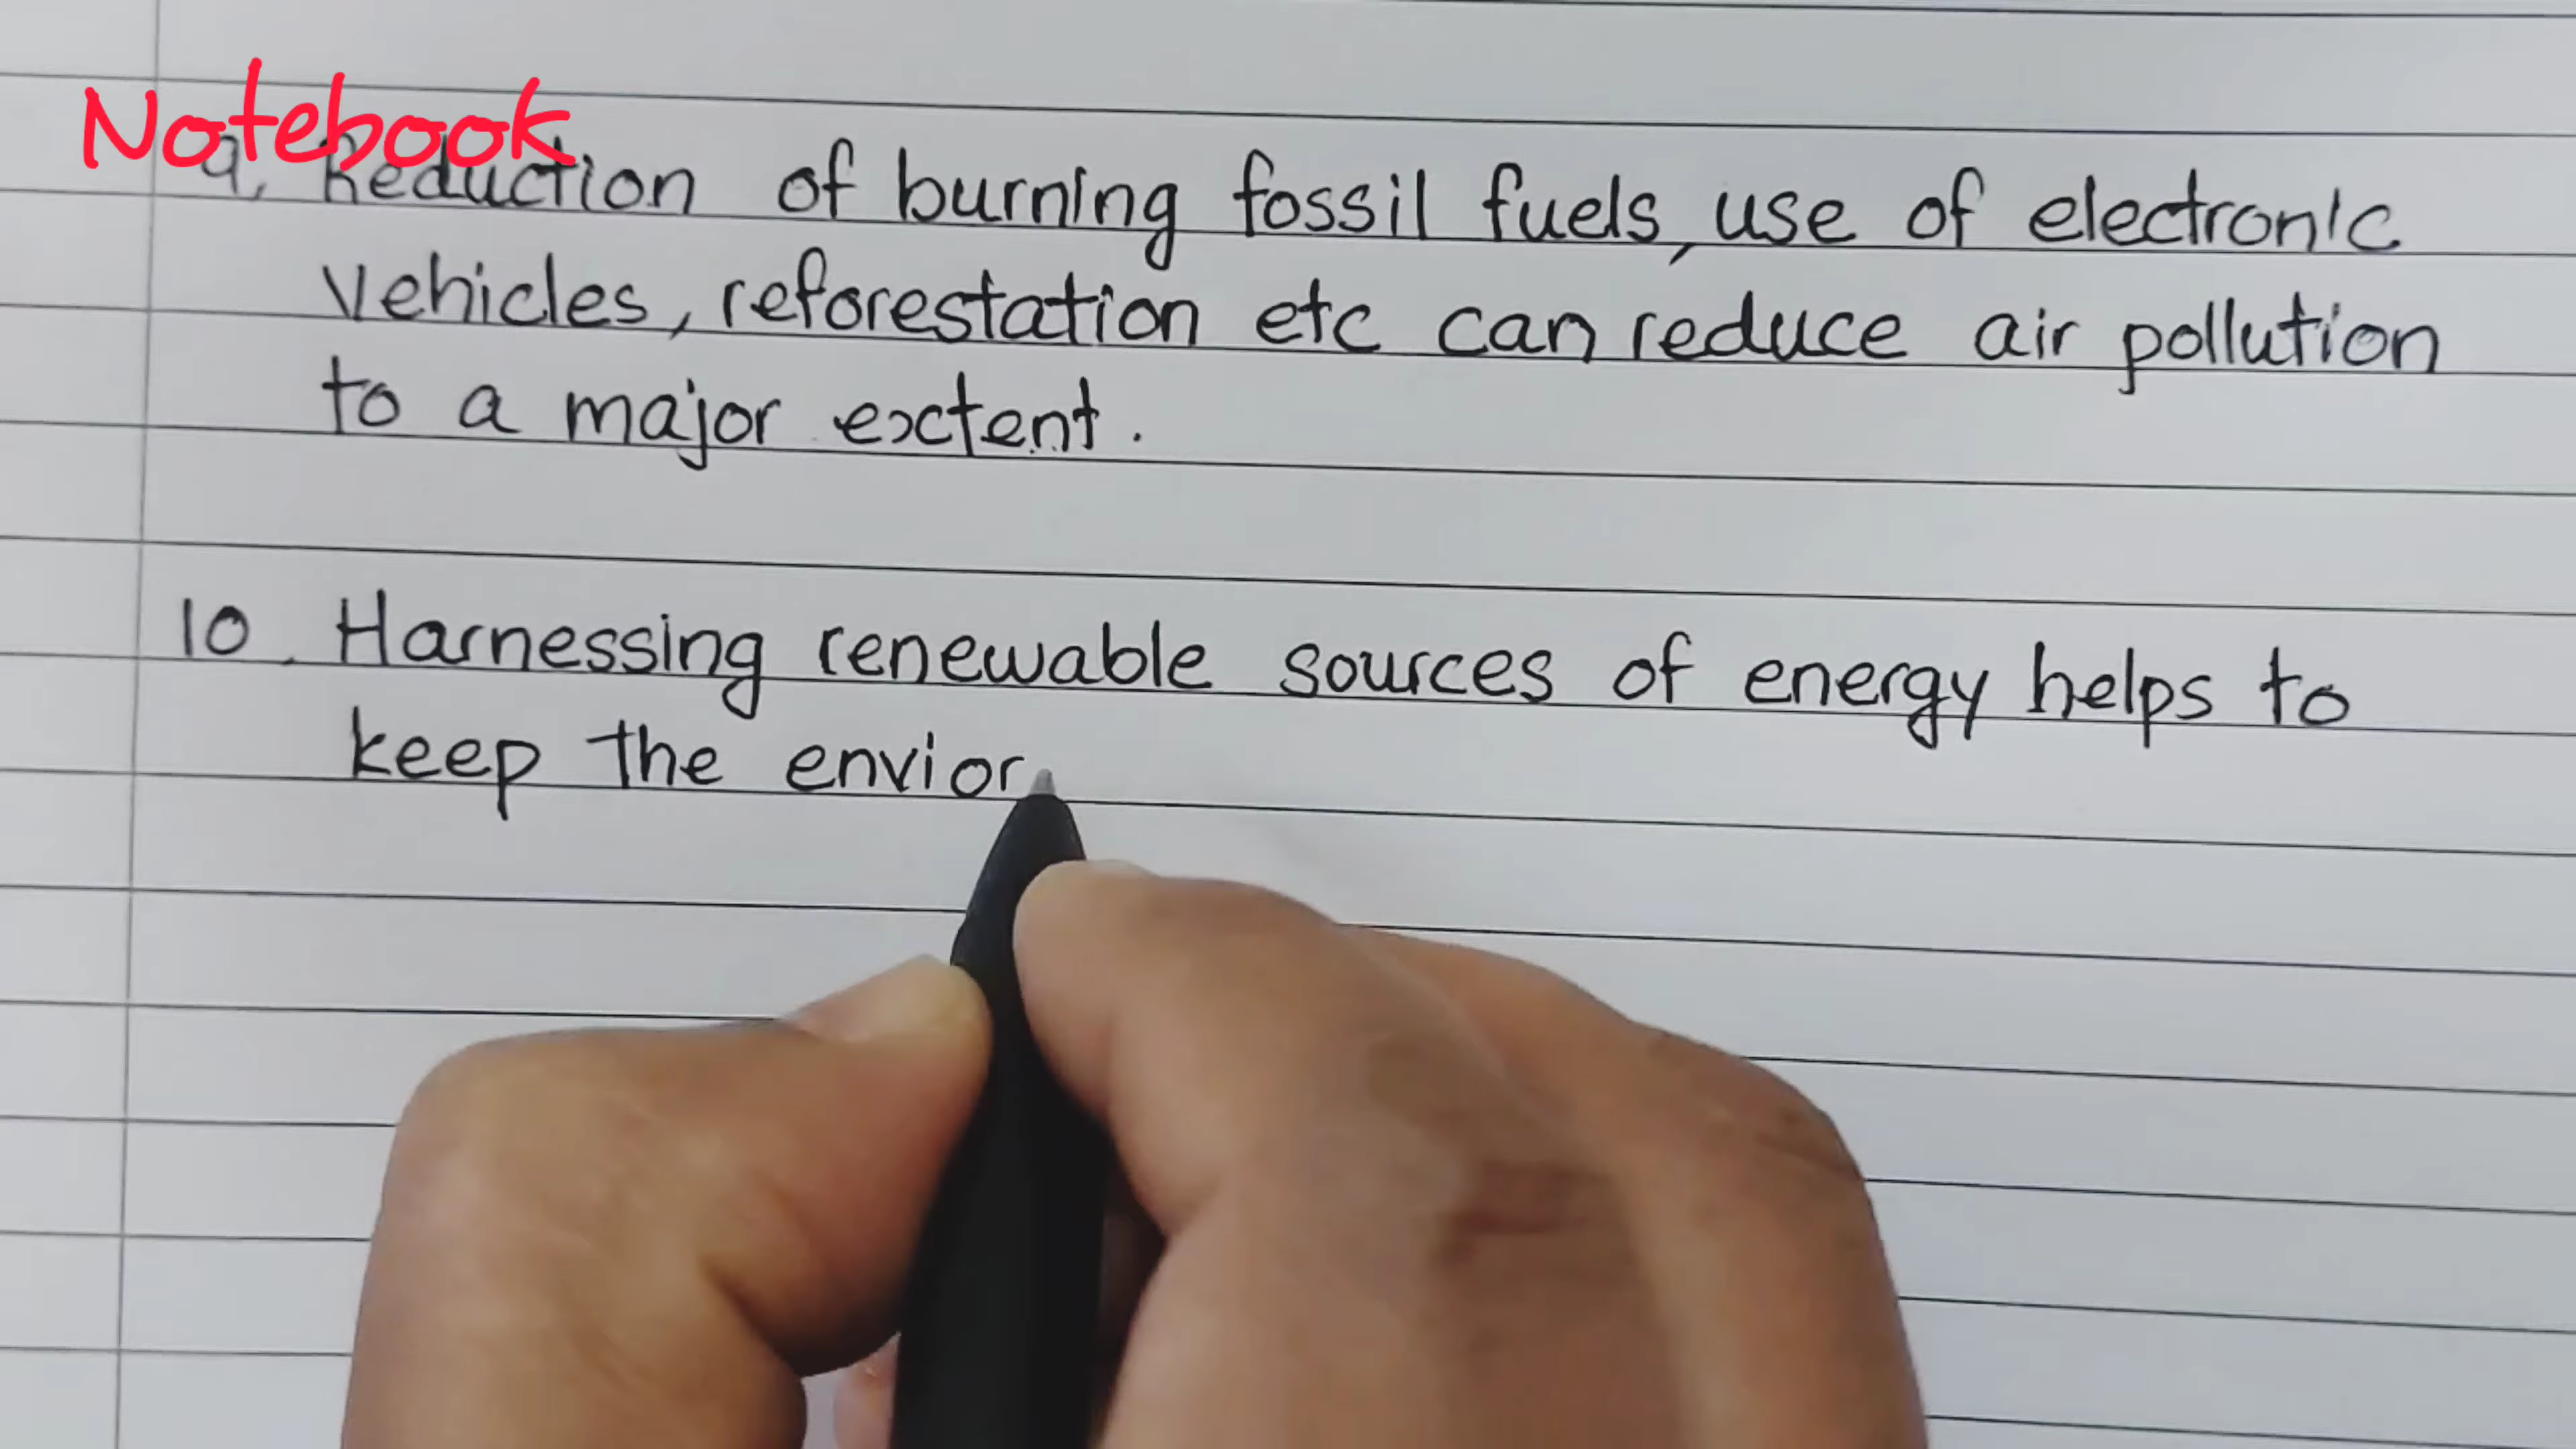 Notebook
9. Reduction of burning fossil fuels, use of electronic
vehicles, reforestation etc can reduce air pollution
to a major extent.
10. Harnessing renewable sources of energy helps to
keep the envior